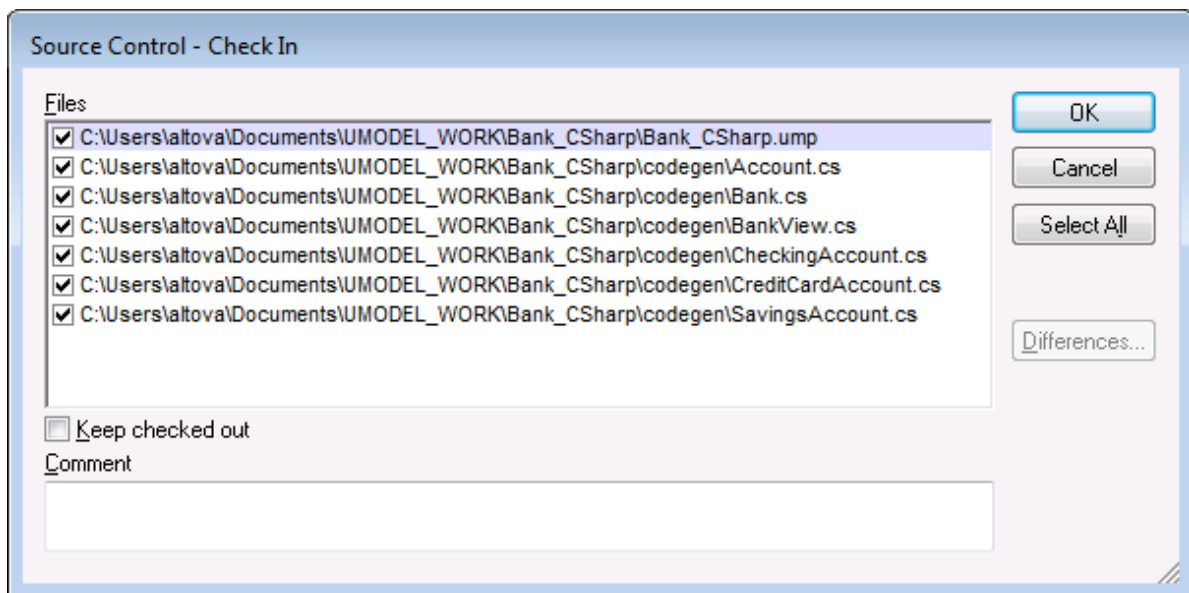 Source Control - Check In
Files
C:\Users\altova\Documents\UMODEL_WORK\Bank_CSharp\Bank_CSharp.ump
C:\Users\altova\Documents\UMODEL_WORK\Bank_CSharp\codegen\Account.cs
C:\Users\altova\Documents\UMODEL_WORK\Bank_CSharp\codegen\Bank.cs
C:\Users\altova\Documents\UMODEL_WORK\Bank_CSharp\codegen\BankView.cs
C:\Users\altova\Documents\UMODEL_WORK\Bank_CSharp\codegen\CheckingAccount.cs
C:\Users\altova\Documents\UMODEL_WORK\Bank_CSharp\codegen\CreditCardAccount.cs
C:\Users\altova\Documents\UMODEL_WORK\Bank_CSharp\codegen\SavingsAccount.cs
Keep checked out
Comment
OK
Cancel
Select All
Differences...